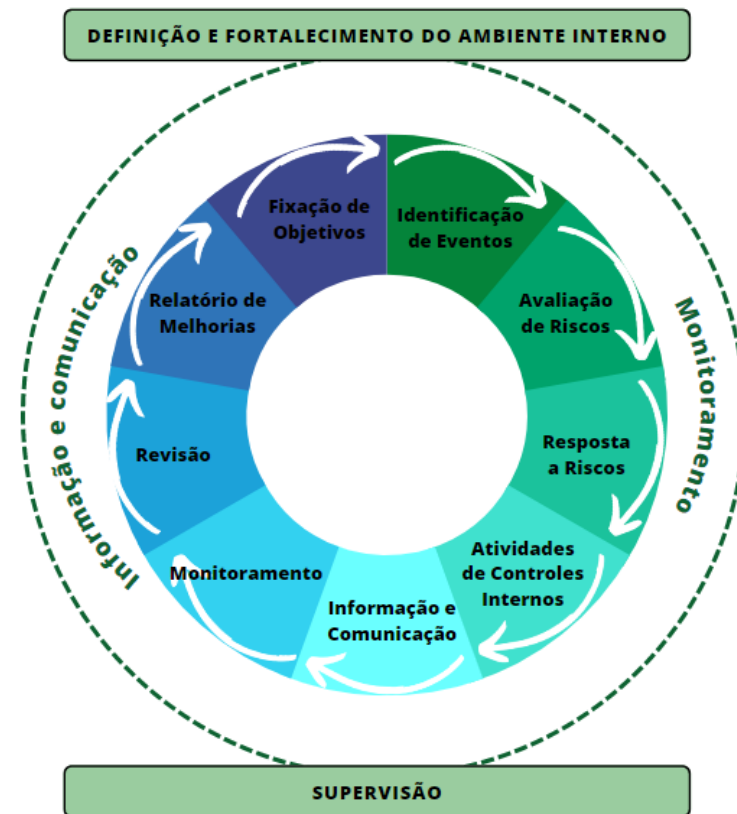 DEFINIÇÃO E FORTALECIMENTO DO AMBIENTE INTERNO
Fixação de
Objetivos
Identificação
de Eventos
Avaliação
de Riscos
Resposta
a Riscos
Atividades
de Controles
Internos
Informação e
Comunicação
Monitoramento
Revisão
Relatório de
Melhorias
Informação e comunicação
Monitoramento
SUPERVISÃO